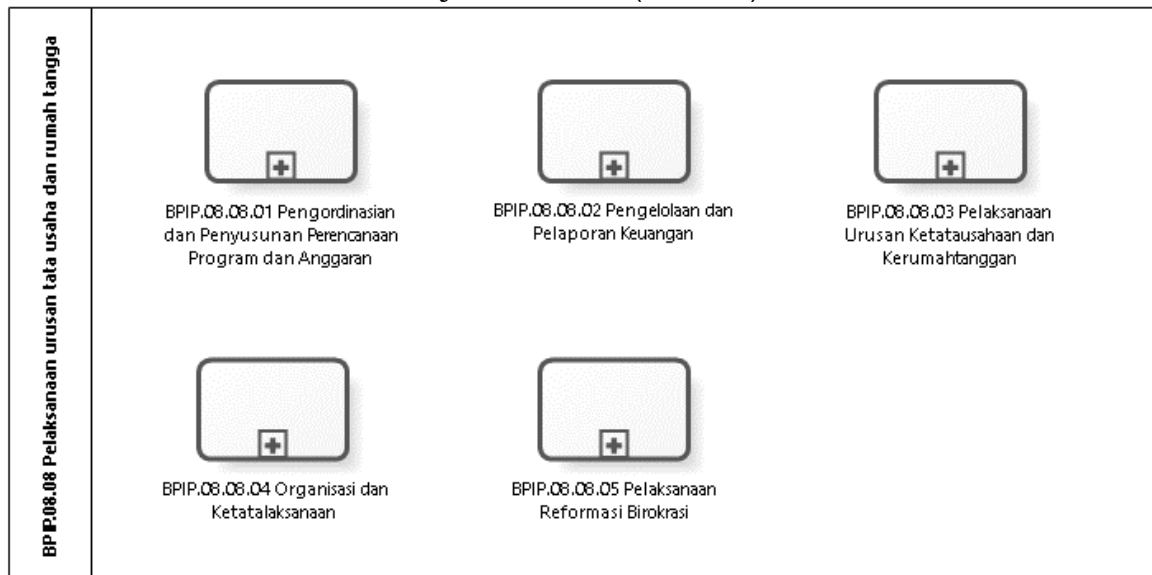 BPIP.08.08 Pelaksanaan urusan tata usaha dan rumah tangga
BPIP.08.08.01 Pengordinasian
dan Penyusunan Perencanaan
Program dan Anggaran
BPIP.08.08.02 Pengelolaan dan
Pelaporan Keuangan
BPIP.08.08.03 Pelaksanaan
Urusan Ketatausahaan dan
Kerumahtanggan
BPIP.08.08.04 Organisasi dan
Ketatalaksanaan
BPIP.08.08.05 Pelaksanaan
Reformasi Birokrasi